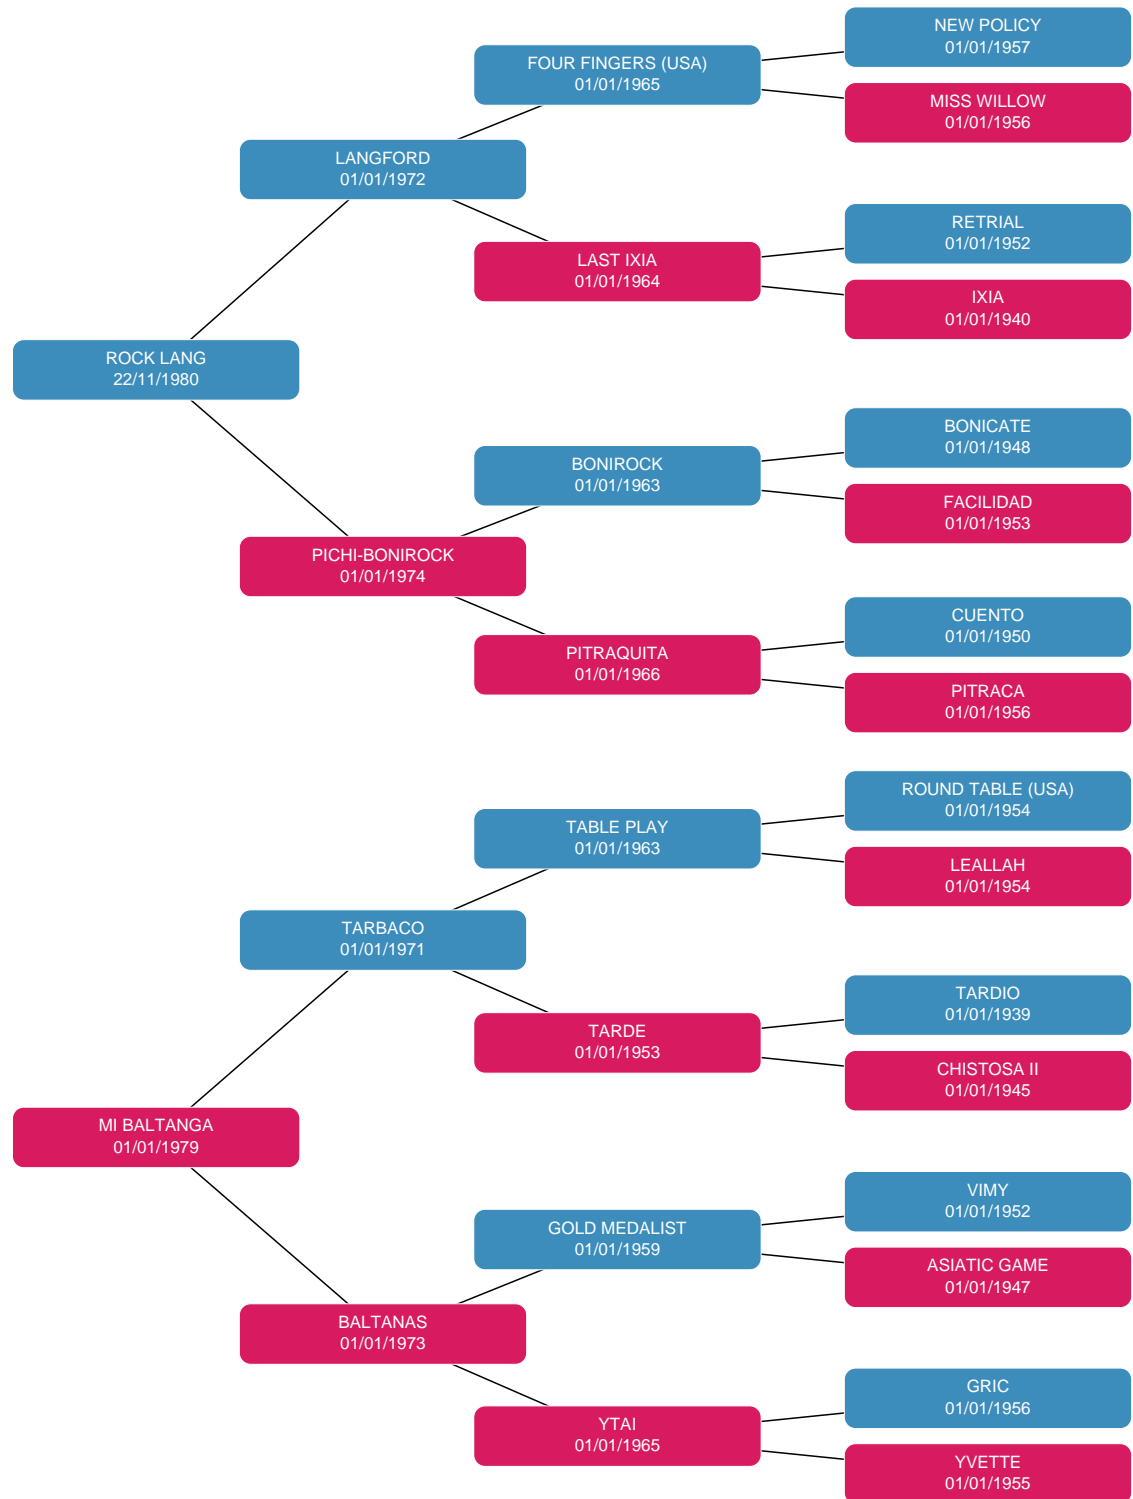 NEW POLICY
01/01/1957
FOUR FINGERS (USA)
01/01/1965
MISS WILLOW
01/01/1956
LANGFORD
01/01/1972
RETRIAL
01/01/1952
LAST IXIA
01/01/1964
IXIA
01/01/1940
ROCK LANG
22/11/1980
BONICATE
01/01/1948
BONIROCK
01/01/1963
FACILIDAD
01/01/1953
PICHI-BONIROCK
01/01/1974
CUENTO
01/01/1950
PITRAQUITA
01/01/1966
PITRACA
01/01/1956
ROUND TABLE (USA)
01/01/1954
TABLE PLAY
01/01/1963
LEALLAH
01/01/1954
TARBACO
01/01/1971
TARDIO
01/01/1939
TARDE
01/01/1953
CHISTOSA II
01/01/1945
MI BALTANGA
01/01/1979
VIMY
01/01/1952
GOLD MEDALIST
01/01/1959
ASIATIC GAME
01/01/1947
BALTANAS
01/01/1973
GRIC
01/01/1956
YTAI
01/01/1965
YVETTE
01/01/1955